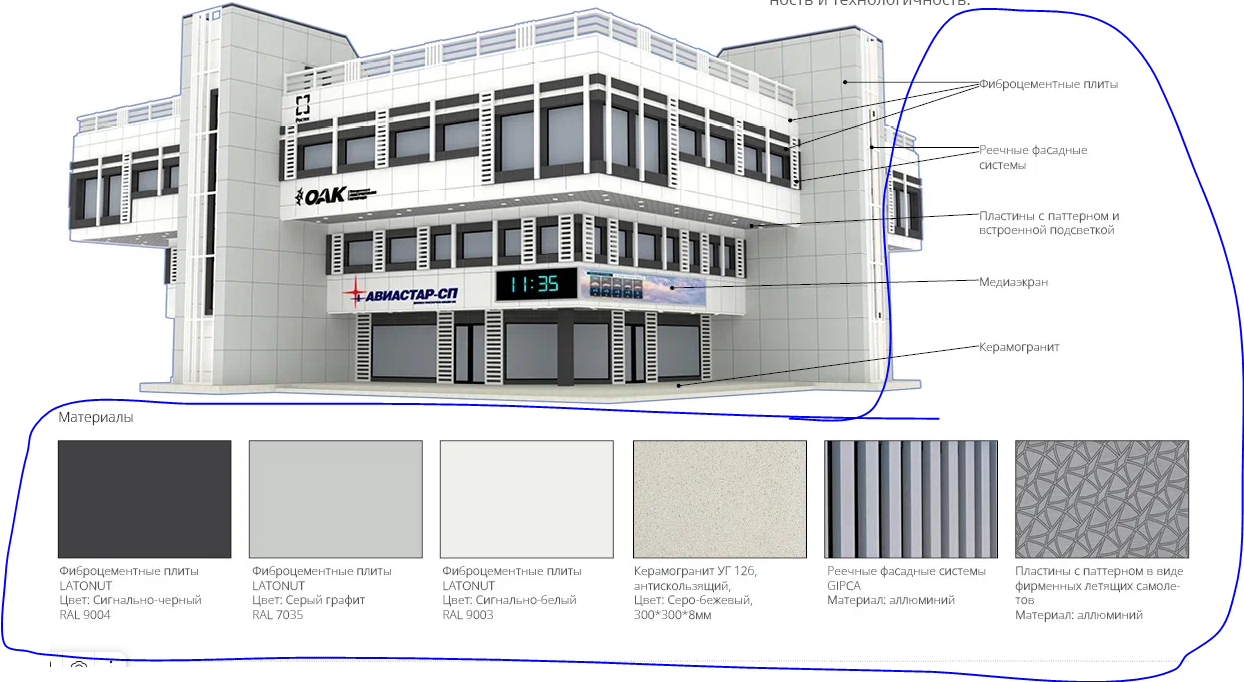 ность и технологичность.
Фиброцементные плиты
Реечные фасадные
системы
Пластины с паттерном и
встроенной подсветкой
Медиаэкран
Керамогранит
Ростех
ОАК
АВИАСТАР-СП
11:35
Материалы
Фиброцементные плиты
LATONUT
Цвет: Сигнально-черный
RAL 9004
Фиброцементные плиты
LATONUT
Цвет: Серый графит
RAL 7035
Фиброцементные плиты
LATONUT
Цвет: Сигнально-белый
RAL 9003
Керамогранит УГ 126,
антискользящий,
Цвет: Серо-бежевый,
300*300*8мм
Реечные фасадные системы
GIPCA
Материал: аллюминий
Пластины с паттерном в виде
фирменных летящих самоле-
тов
Материал: аллюминий